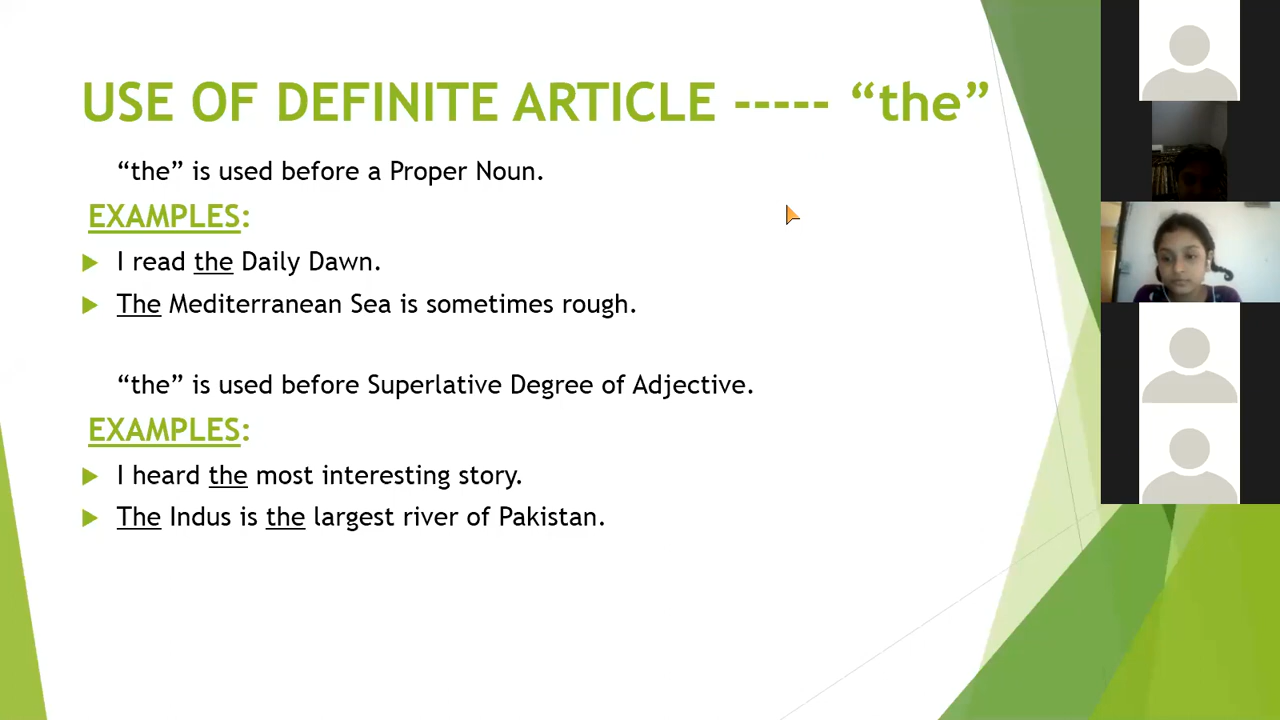 USE OF DEFINITE ARTICLE ----- “the”
“the” is used before a Proper Noun.
EXAMPLES:
I read the Daily Dawn.
The Mediterranean Sea is sometimes rough.
“the” is used before Superlative Degree of Adjective.
EXAMPLES:
I heard the most interesting story.
The Indus is the largest river of Pakistan.